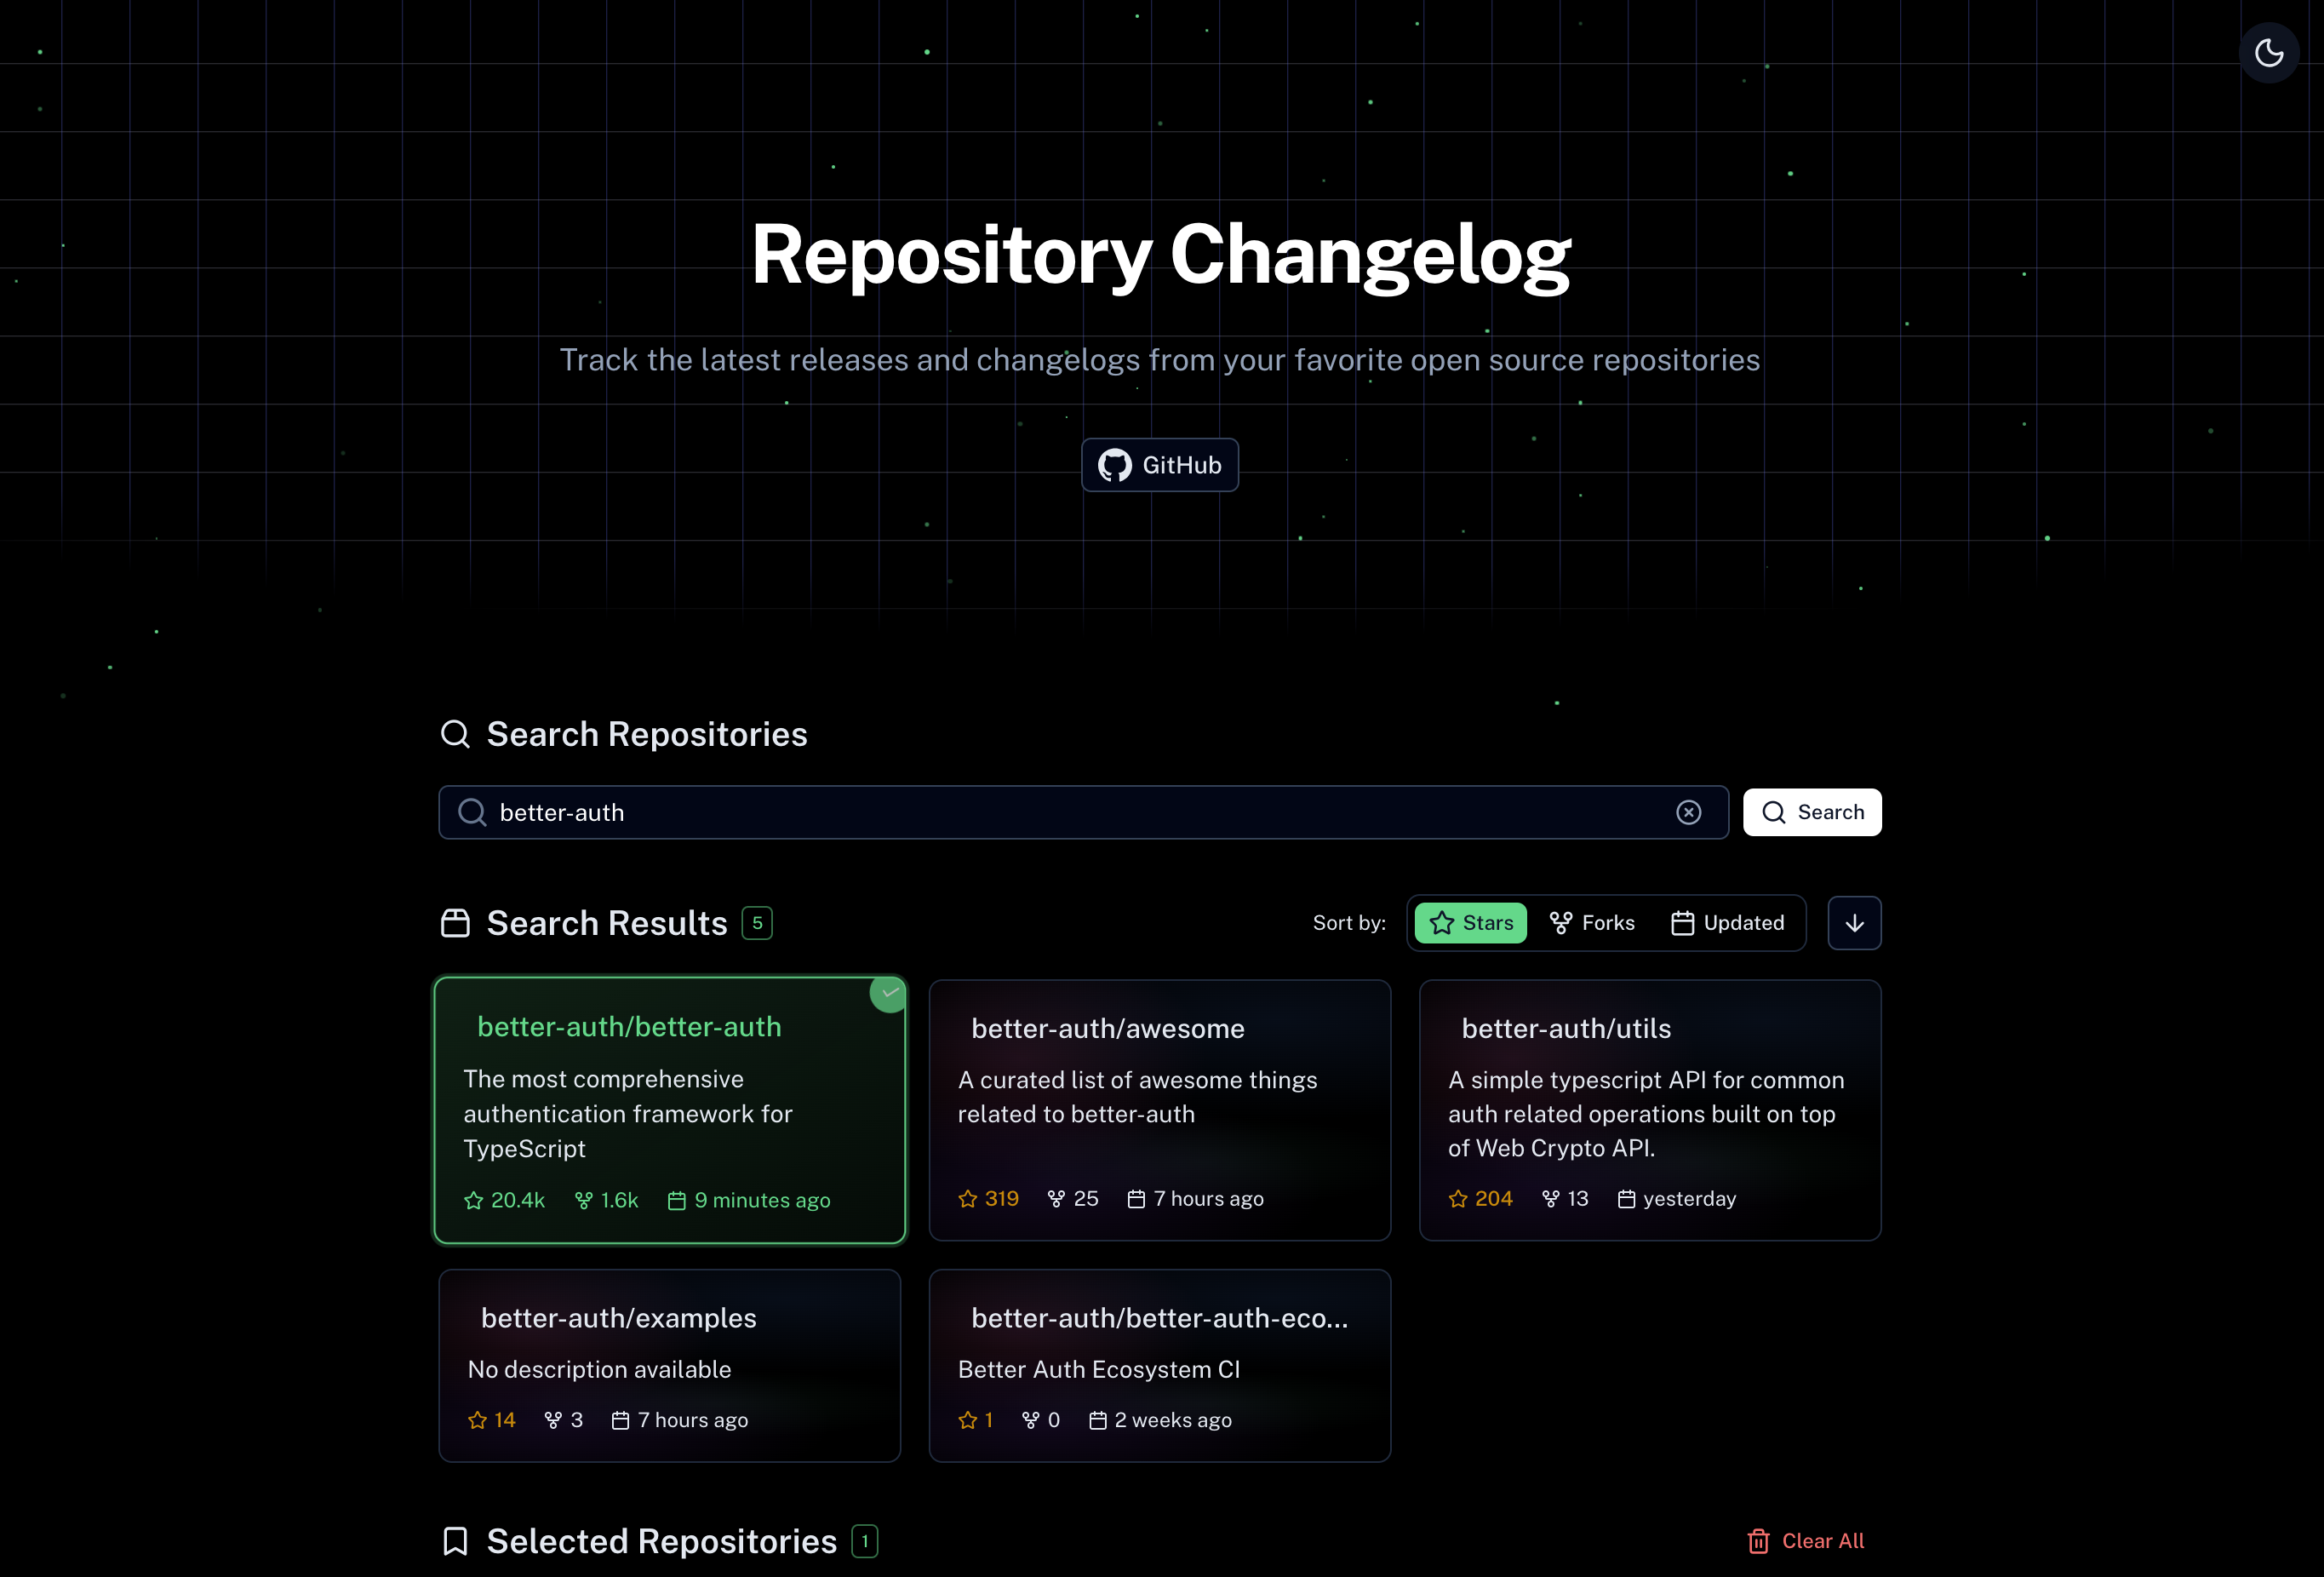 Repository Changelog
Track the latest releases and changelogs from your favorite open source repositories
GitHub
Search Repositories
better-auth
Search
Search Results 5
Sort by: Stars Forks Updated
better-auth/better-auth
The most comprehensive
authentication framework for
TypeScript
20.4k 1.6k 9 minutes ago
better-auth/awesome
A curated list of awesome things
related to better-auth
319 25 7 hours ago
better-auth/utils
A simple typescript API for common
auth related operations built on top
of Web Crypto API.
204 13 yesterday
better-auth/examples
No description available
14 3 7 hours ago
better-auth/better-auth-eco...
Better Auth Ecosystem CI
1 0 2 weeks ago
Selected Repositories 1
Clear All